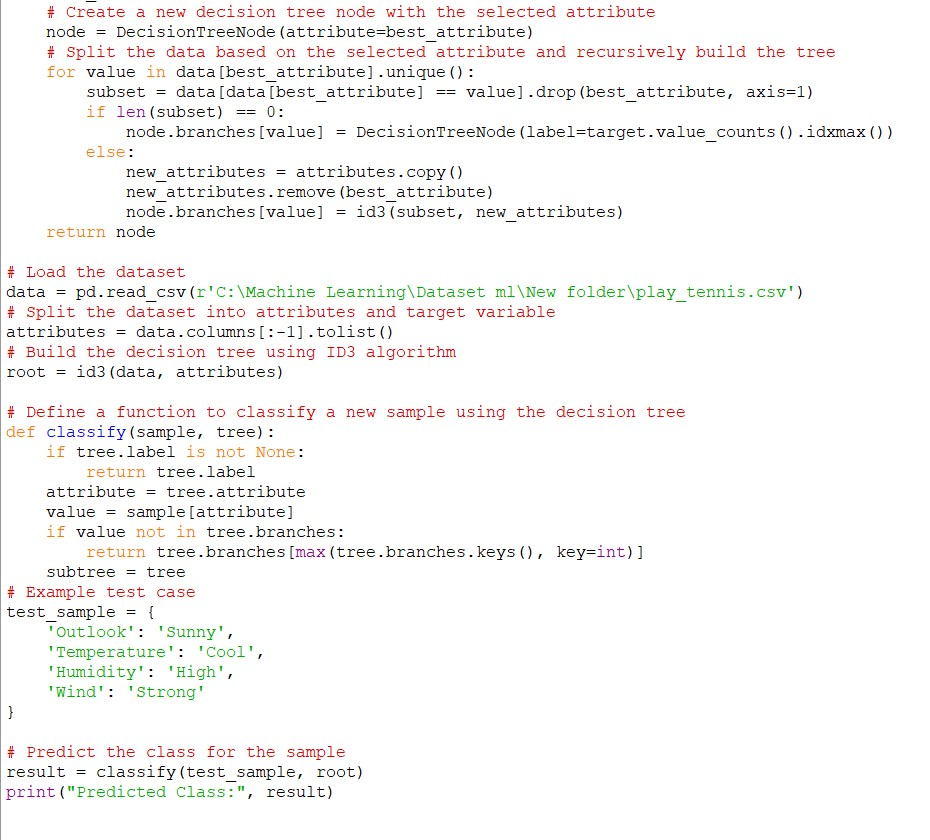 # Create a new decision tree node with the selected attribute
node = DecisionTreeNode(attribute=best_attribute)
# Split the data based on the selected attribute and recursively build the tree
for value in data[best_attribute].unique():
subset = data[data[best_attribute] == value].drop(best_attribute, axis=1)
if len(subset) == 0:
node.branches[value] = DecisionTreeNode(label=target.value_counts().idxmax())
else:
new_attributes = attributes.copy()
new_attributes.remove(best_attribute)
node.branches[value] = id3(subset, new_attributes)
return node
# Load the dataset
data = pd.read_csv(r'C:\Machine Learning\Dataset ml\New folder\play_tennis.csv')
# Split the dataset into attributes and target variable
attributes = data.columns[:-1].tolist()
# Build the decision tree using ID3 algorithm
root = id3(data, attributes)
# Define a function to classify a new sample using the decision tree
def classify(sample, tree):
if tree.label is not None:
return tree.label
attribute = tree.attribute
value = sample[attribute]
if value not in tree.branches:
return tree.branches[max(tree.branches.keys(), key=int)]
subtree = tree
# Example test case
test_sample = {
'Outlook': 'Sunny',
'Temperature': 'Cool',
'Humidity': 'High',
'Wind': 'Strong'
}
# Predict the class for the sample
result = classify(test_sample, root)
print("Predicted Class:", result)